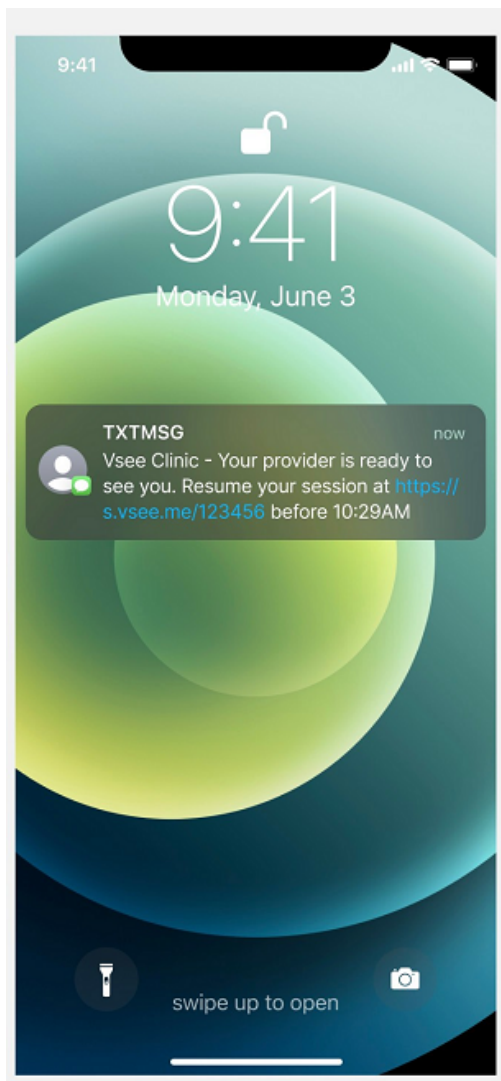 9:41
9:41
Monday, June 3
TXTMSG now
Vsee Clinic - Your provider is ready to
see you. Resume your session at https://
s.vsee.me/123456 before 10:29AM
swipe up to open